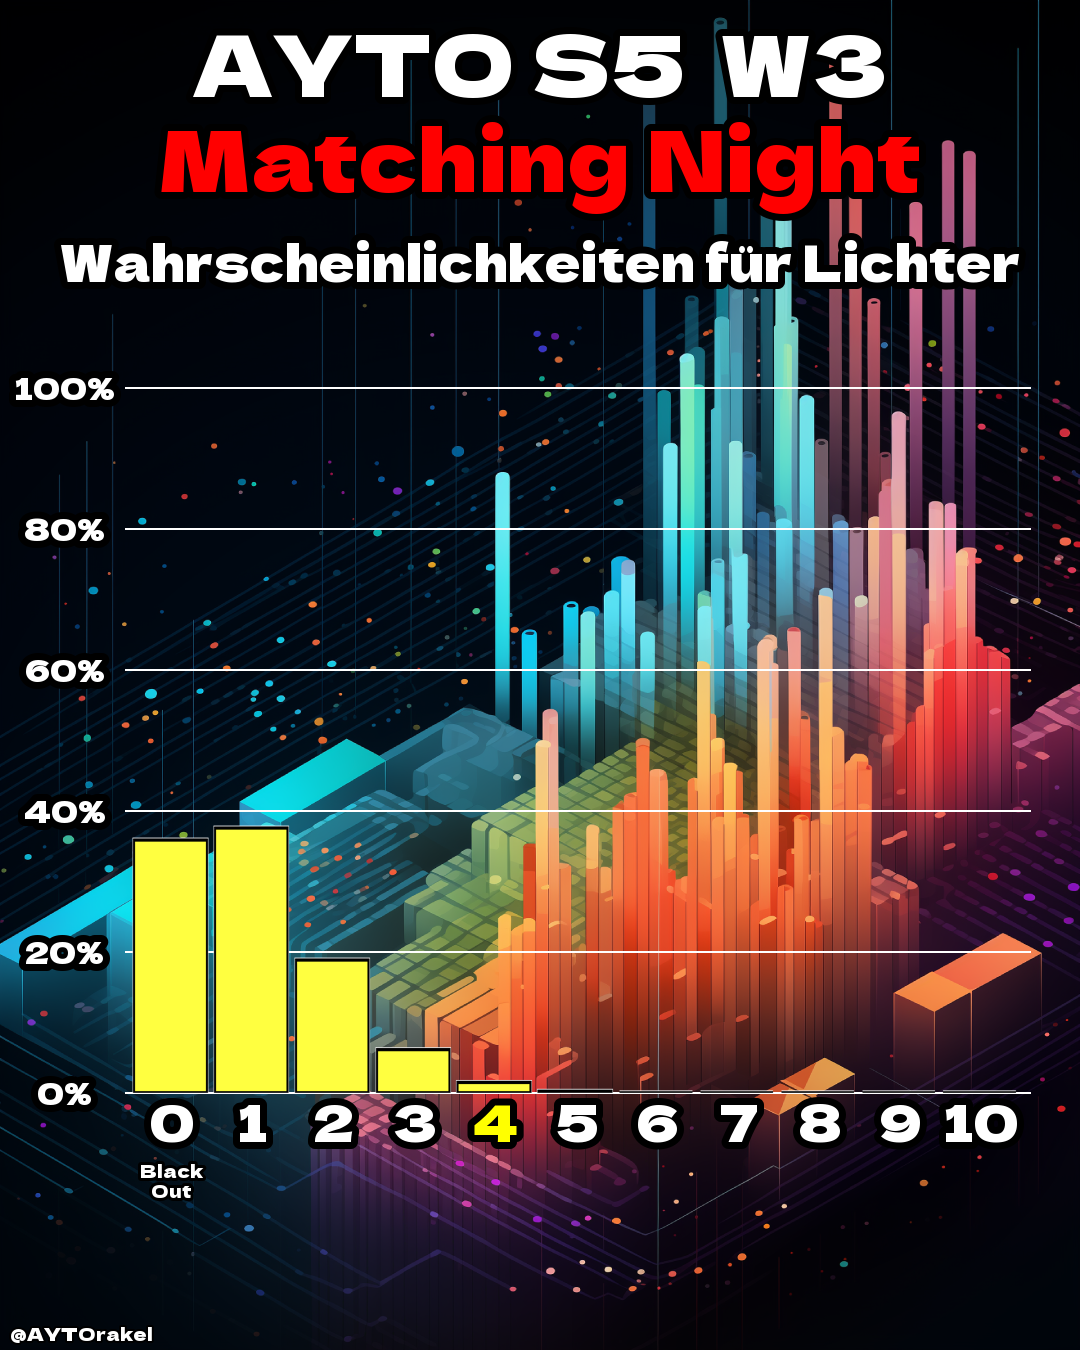 AYTO S5 W3
Matching Night
Wahrscheinlichkeiten für Lichter
100%
80%
60%
40%
20%
0%
0 1 2 3 4 5 6 7 8 9 10
Black
Out
@AYTOrakel